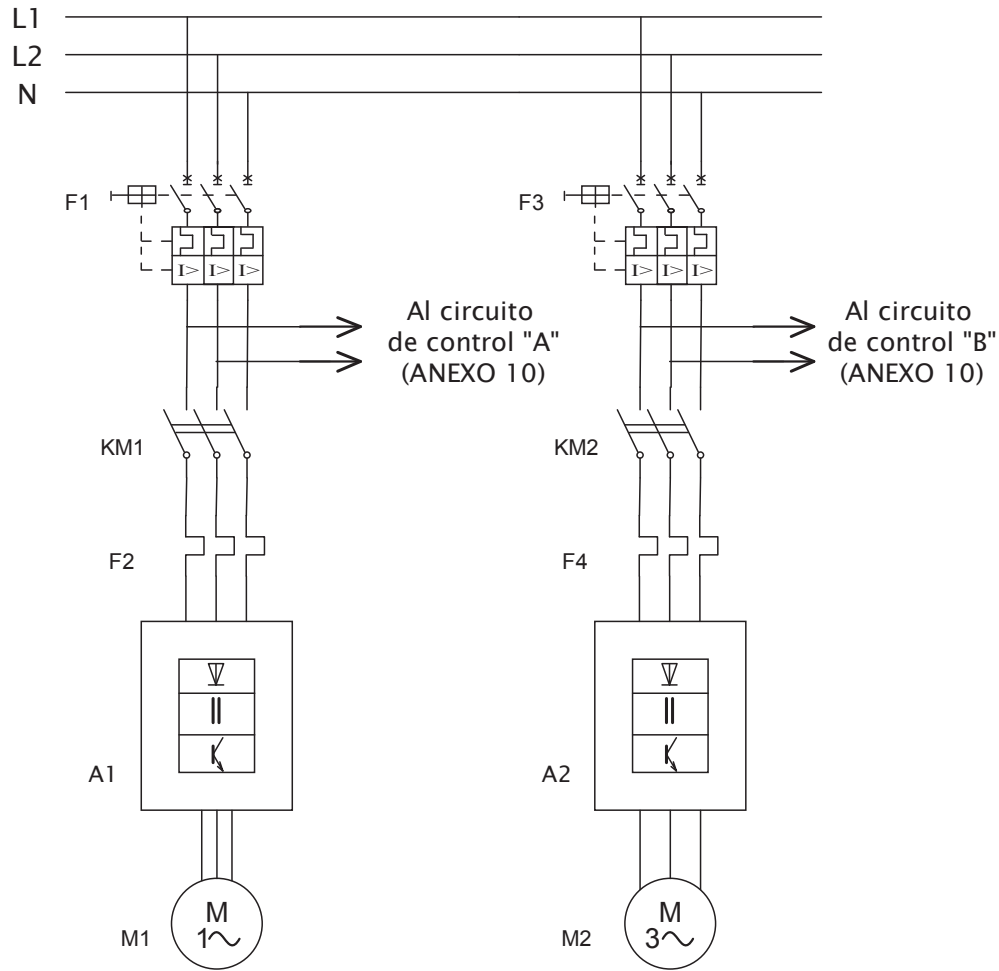 L1
L2
N
F1
I> I> I>
F3
I> I> I>
Al circuito
de control "A"
(ANEXO 10)
Al circuito
de control "B"
(ANEXO 10)
KM1
KM2
F2
F4
A1
A2
M1
M
1~
M2
M
3~